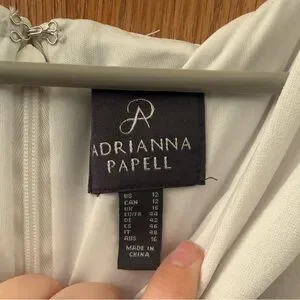 ADRIANNA
PAPELL
US 12
CAN 12
UK 16
EU/FR 44
DE 42
ES 46
IT 48
AUS 16
MADE IN
CHINA